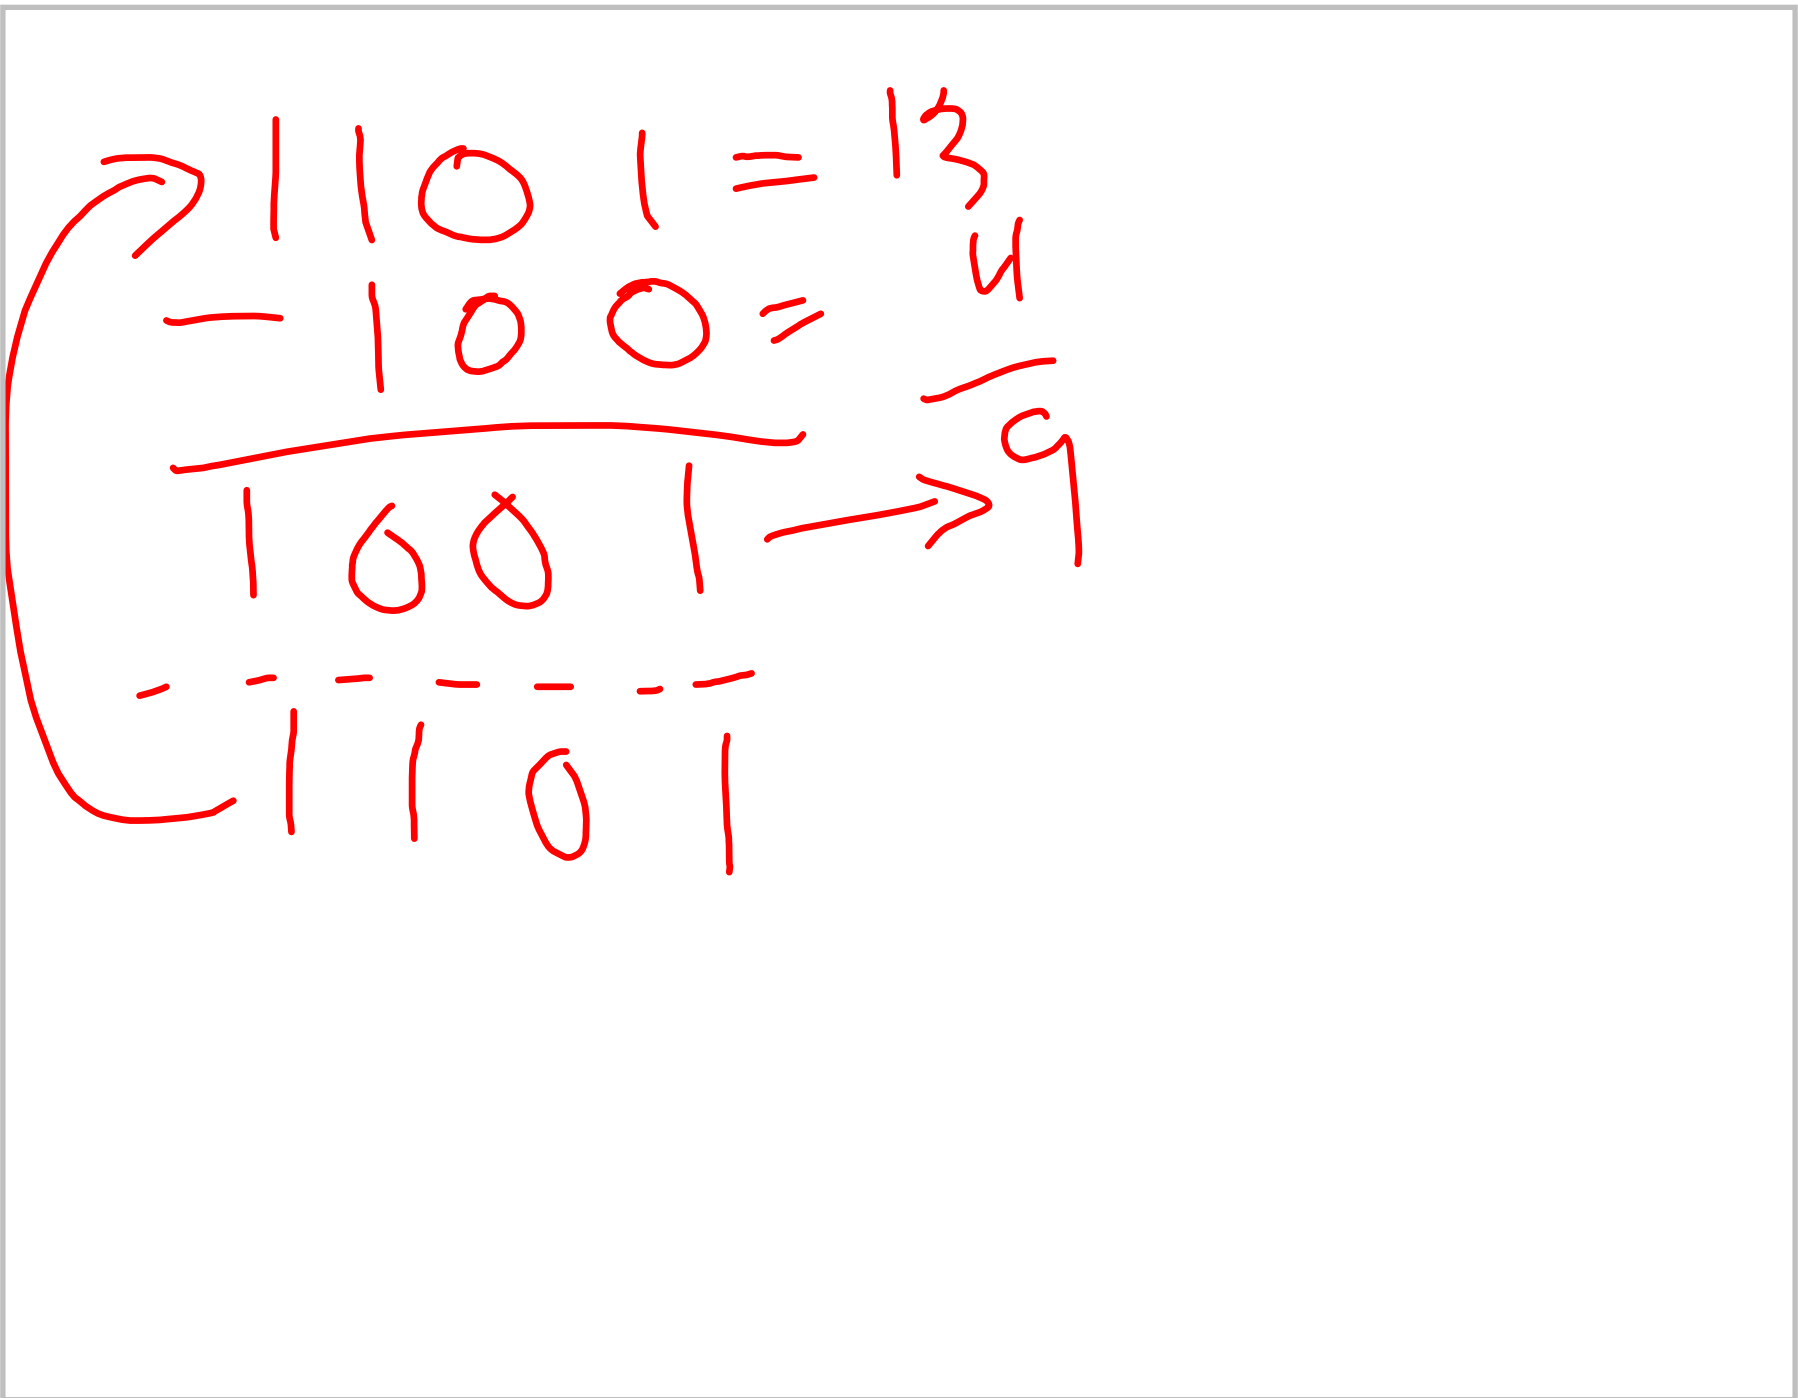 1101 = 13
- 100 = 4
1001 → 9
1101